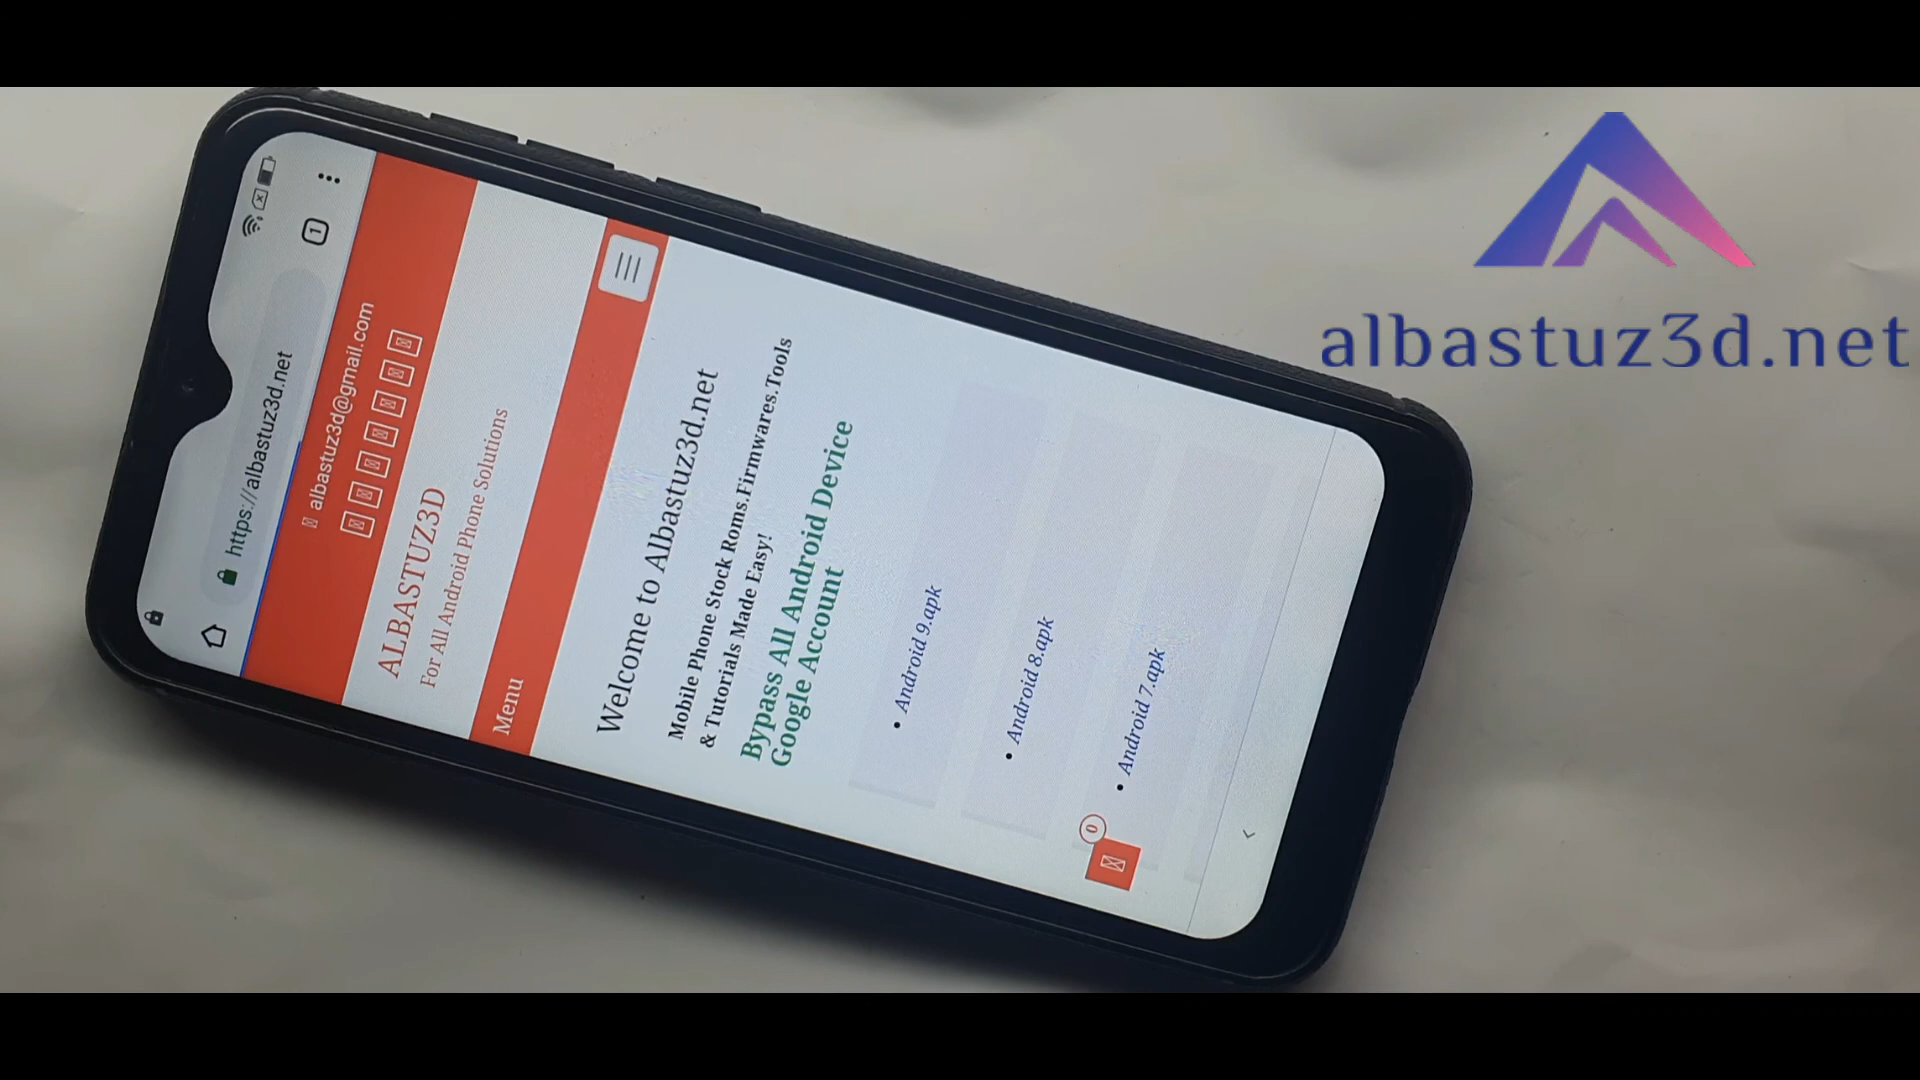 1
https://albastuz3d.net
albastuz3d@gmail.com
ALBASTUZ3D
For All Android Phone Solutions
Menu
Welcome to Albastuz3d.net
Mobile Phone Stock Roms.Firmwares.Tools
& Tutorials Made Easy!
Bypass All Android Device
Google Account
• Android 9.apk
• Android 8.apk
• Android 7.apk
0
albastuz3d.net